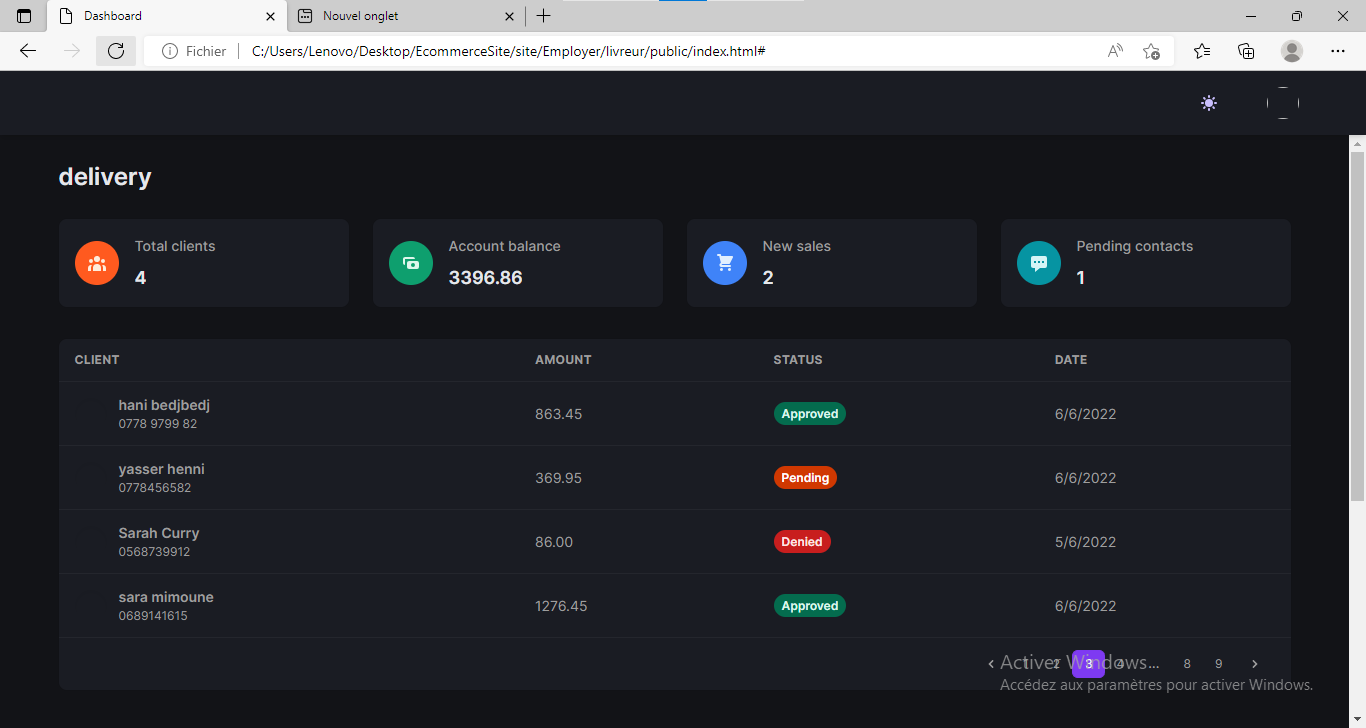 Dashboard
Nouvel onglet
Fichier
C:/Users/Lenovo/Desktop/EcommerceSite/site/Employer/livreur/public/index.html#
delivery
Total clients
4
Account balance
3396.86
New sales
2
Pending contacts
1
CLIENT AMOUNT STATUS DATE
hani bedjbedj
0778 9799 82
863.45 Approved 6/6/2022
yasser henni
0778456582
369.95 Pending 6/6/2022
Sarah Curry
0568739912
86.00 Denied 5/6/2022
sara mimoune
0689141615
1276.45 Approved 6/6/2022
1 2 3 4 ... 8 9
Activer Windows
Accédez aux paramètres pour activer Windows.